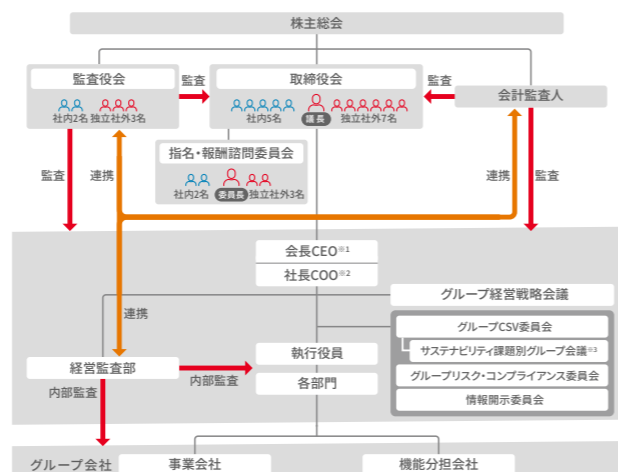 株主総会
監査役会
監査
取締役会
監査
会計監査人
社内2名 独立社外3名
社内5名 議長 独立社外7名
指名・報酬諮問委員会
社内2名 委員長 独立社外3名
監査
連携
連携
監査
会長CEO※1
社長COO※2
グループ経営戦略会議
連携
グループCSV委員会
サステナビリティ課題別グループ会議※3
グループリスク・コンプライアンス委員会
情報開示委員会
経営監査部
内部監査
執行役員
各部門
内部監査
グループ会社
事業会社
機能分担会社